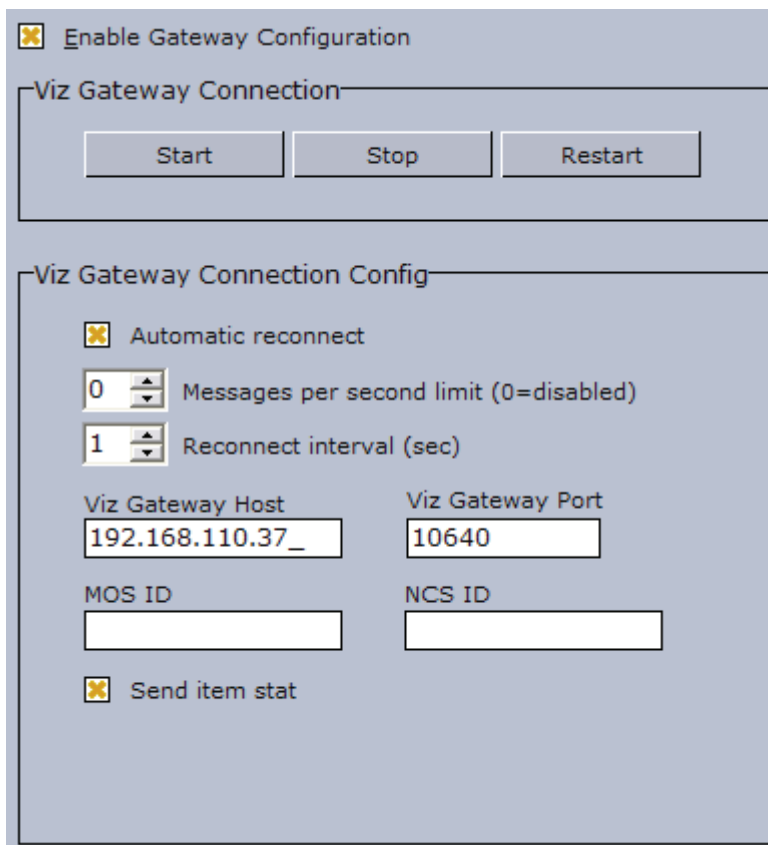 Enable Gateway Configuration
Viz Gateway Connection
Start Stop Restart
Viz Gateway Connection Config
Automatic reconnect
0 Messages per second limit (0=disabled)
1 Reconnect interval (sec)
Viz Gateway Host Viz Gateway Port
192.168.110.37_ 10640
MOS ID NCS ID
Send item stat